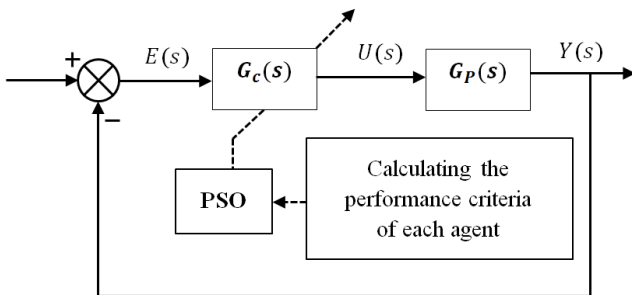 +
E(s)
G_c(s)
U(s)
G_P(s)
Y(s)
−
PSO
Calculating the
performance criteria
of each agent